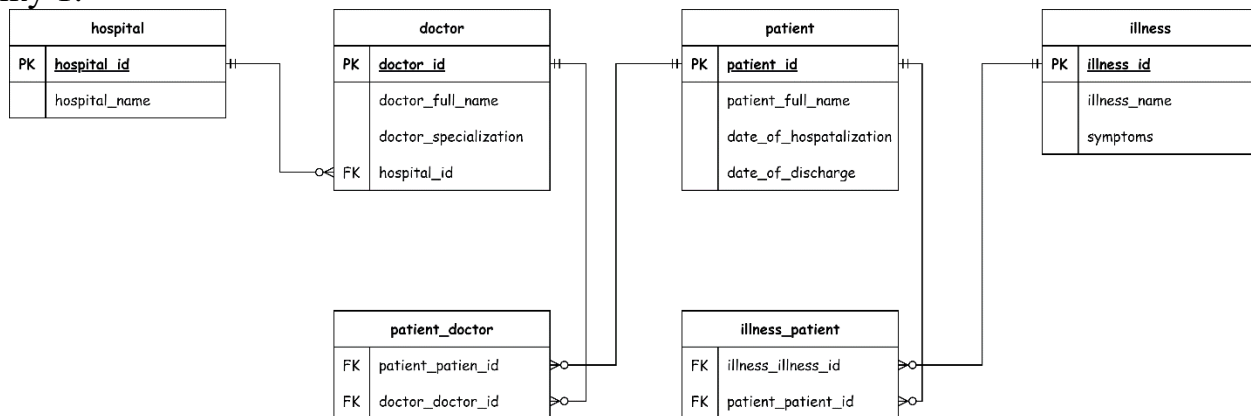 hospital
PK hospital_id
hospital_name
doctor
PK doctor_id
doctor_full_name
doctor_specialization
FK hospital_id
patient
PK patient_id
patient_full_name
date_of_hospatalization
date_of_discharge
illness
PK illness_id
illness_name
symptoms
patient_doctor
FK patient_patien_id
FK doctor_doctor_id
illness_patient
FK illness_illness_id
FK patient_patient_id